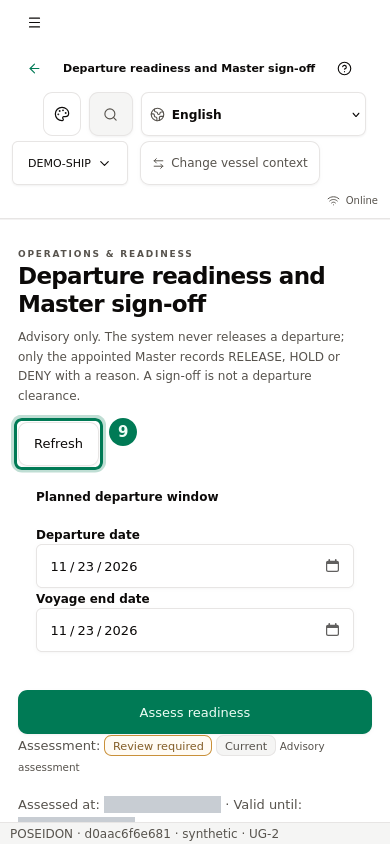 Departure readiness and Master sign-off
English
DEMO-SHIP
Change vessel context
Online
OPERATIONS & READINESS
Departure readiness and
Master sign-off
Advisory only. The system never releases a departure;
only the appointed Master records RELEASE, HOLD or
DENY with a reason. A sign-off is not a departure
clearance.
Refresh
9
Planned departure window
Departure date
11/23/2026
Voyage end date
11/23/2026
Assess readiness
Assessment: Review required Current Advisory
assessment
Assessed at: · Valid until:
POSEIDON · d0aac6f6e681 · synthetic · UG-2